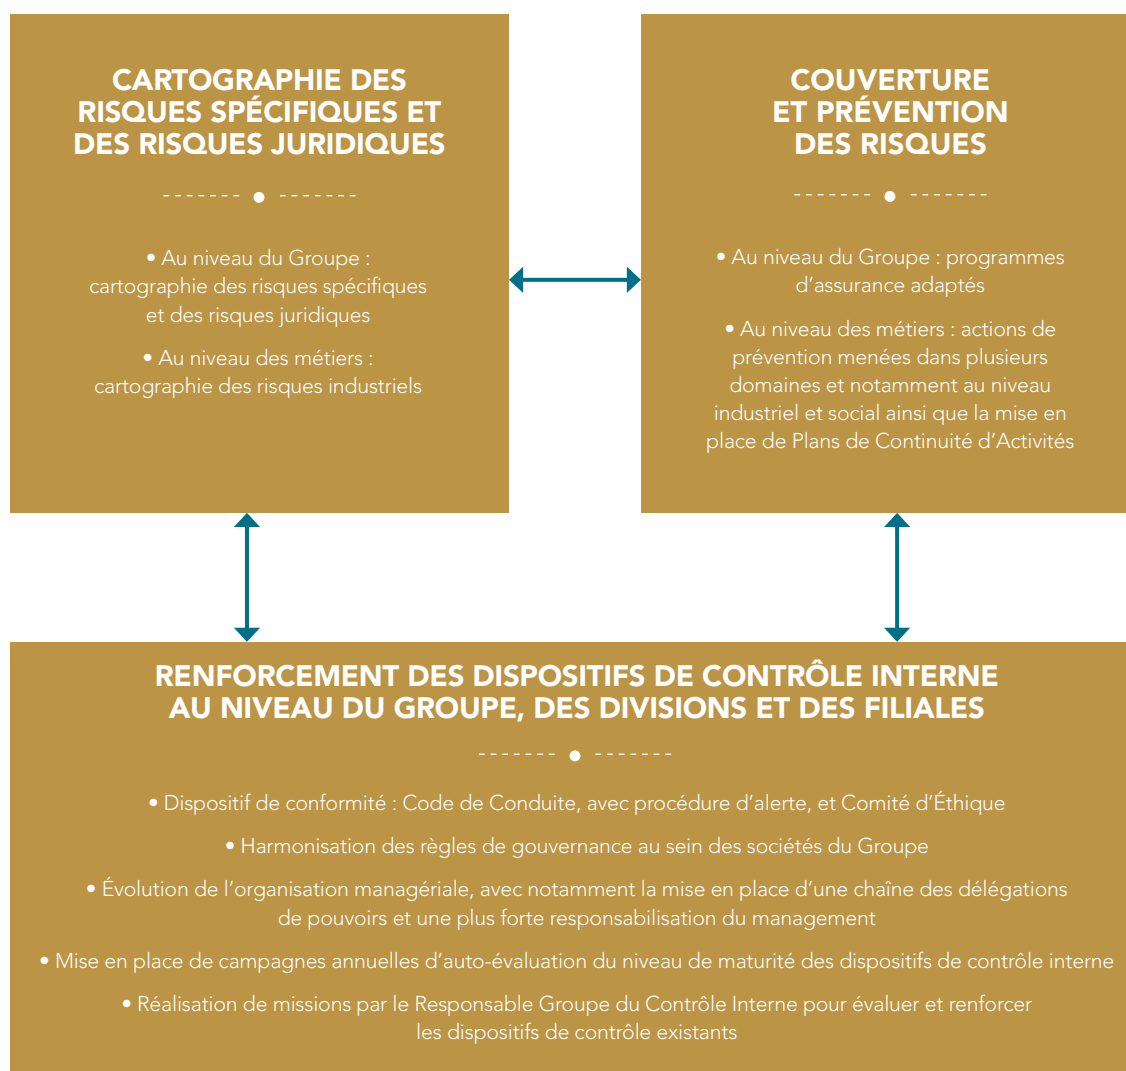 CARTOGRAPHIE DES
RISQUES SPÉCIFIQUES ET
DES RISQUES JURIDIQUES
• Au niveau du Groupe :
cartographie des risques spécifiques
et des risques juridiques
• Au niveau des métiers :
cartographie des risques industriels
COUVERTURE
ET PRÉVENTION
DES RISQUES
• Au niveau du Groupe : programmes
d’assurance adaptés
• Au niveau des métiers : actions de
prévention menées dans plusieurs
domaines et notamment au niveau
industriel et social ainsi que la mise en
place de Plans de Continuité d’Activités
RENFORCEMENT DES DISPOSITIFS DE CONTRÔLE INTERNE
AU NIVEAU DU GROUPE, DES DIVISIONS ET DES FILIALES
• Dispositif de conformité : Code de Conduite, avec procédure d’alerte, et Comité d’Éthique
• Harmonisation des règles de gouvernance au sein des sociétés du Groupe
• Évolution de l’organisation managériale, avec notamment la mise en place d’une chaîne des délégations
de pouvoirs et une plus forte responsabilisation du management
• Mise en place de campagnes annuelles d’auto-évaluation du niveau de maturité des dispositifs de contrôle interne
• Réalisation de missions par le Responsable Groupe du Contrôle Interne pour évaluer et renforcer
les dispositifs de contrôle existants